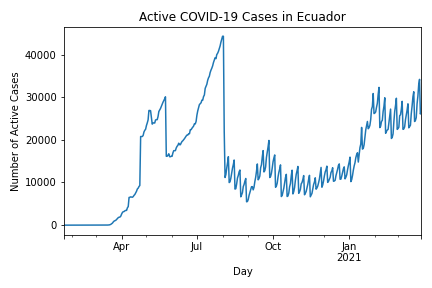 Active COVID-19 Cases in Ecuador
Number of Active Cases
40000
30000
20000
10000
0
Apr
Jul
Oct
Jan
2021
Day